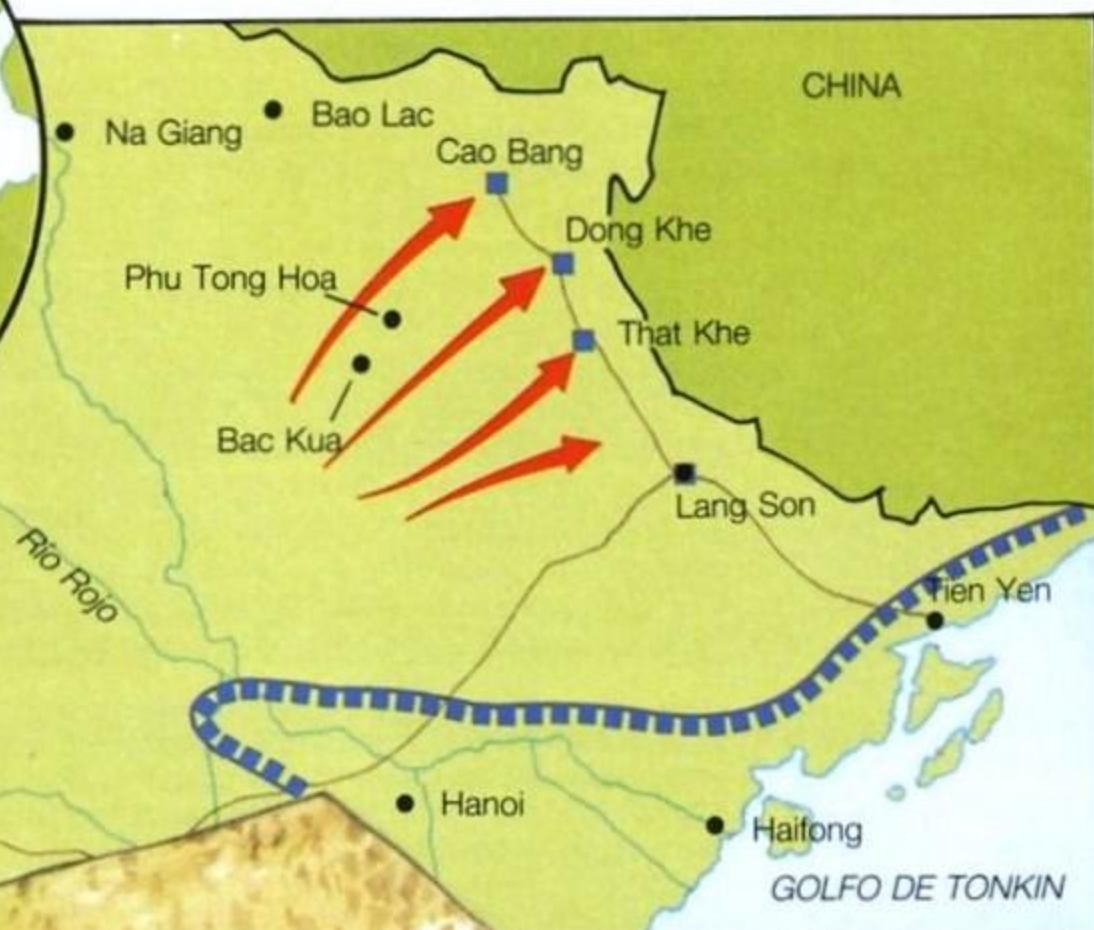 CHINA
Bao Lac
Na Giang
Cao Bang
Dong Khe
Phu Tong Hoa
That Khe
Bac Kua
Lang Son
Río Rojo
Tien Yen
Hanoi
Haifong
GOLFO DE TONKIN